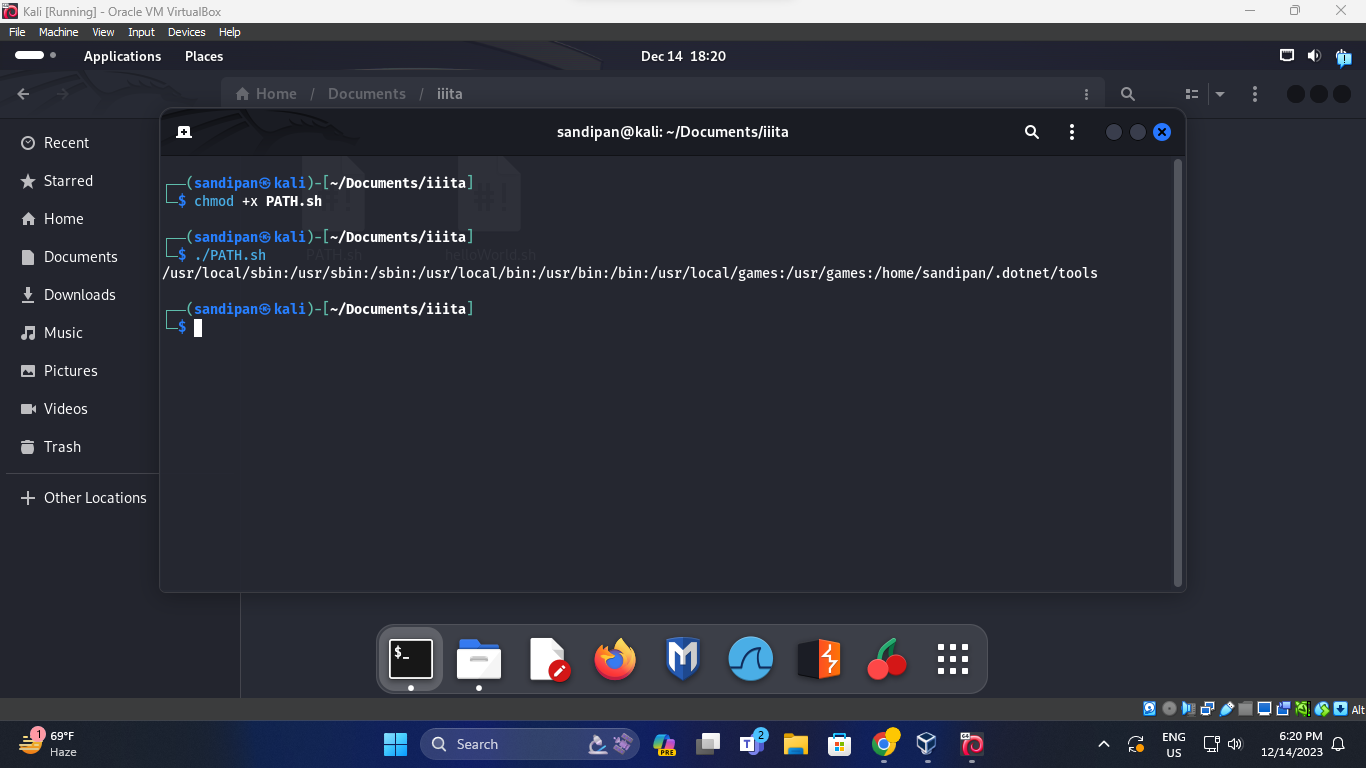 Kali [Running] - Oracle VM VirtualBox
File Machine View Input Devices Help
Applications Places Dec 14 18:20
Home / Documents / iiita
sandipan@kali: ~/Documents/iiita
Recent
Starred
Home
Documents
Downloads
Music
Pictures
Videos
Trash
Other Locations
┌──(sandipan㉿kali)-[~/Documents/iiita]
└─$ chmod +x PATH.sh
┌──(sandipan㉿kali)-[~/Documents/iiita]
└─$ ./PATH.sh
PATH.sh helloWorld.sh
/usr/local/sbin:/usr/sbin:/sbin:/usr/local/bin:/usr/bin:/bin:/usr/local/games:/usr/games:/home/sandipan/.dotnet/tools
┌──(sandipan㉿kali)-[~/Documents/iiita]
└─$
$_
Alt
1
69°F
Haze
Search
PRE
2
ENG
US
6:20 PM
12/14/2023